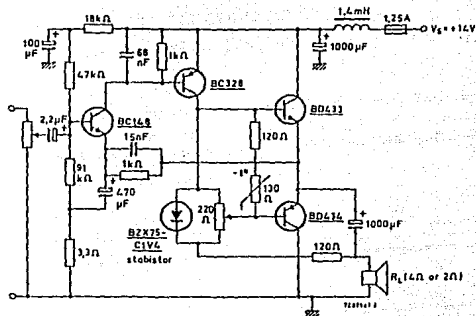 18kΩ
1,4mH
1,25A
Vs=+14V
100
µF
68
nF
1kΩ
1000µF
BC328
47kΩ
BD433
2,2µF
BC148
15nF
120Ω
1kΩ
91
kΩ
470
µF
-t°
130
Ω
220
Ω
BD434
BZX75-
C1V4
stabistor
1000µF
3,3Ω
120Ω
RL(4Ω or 2Ω)